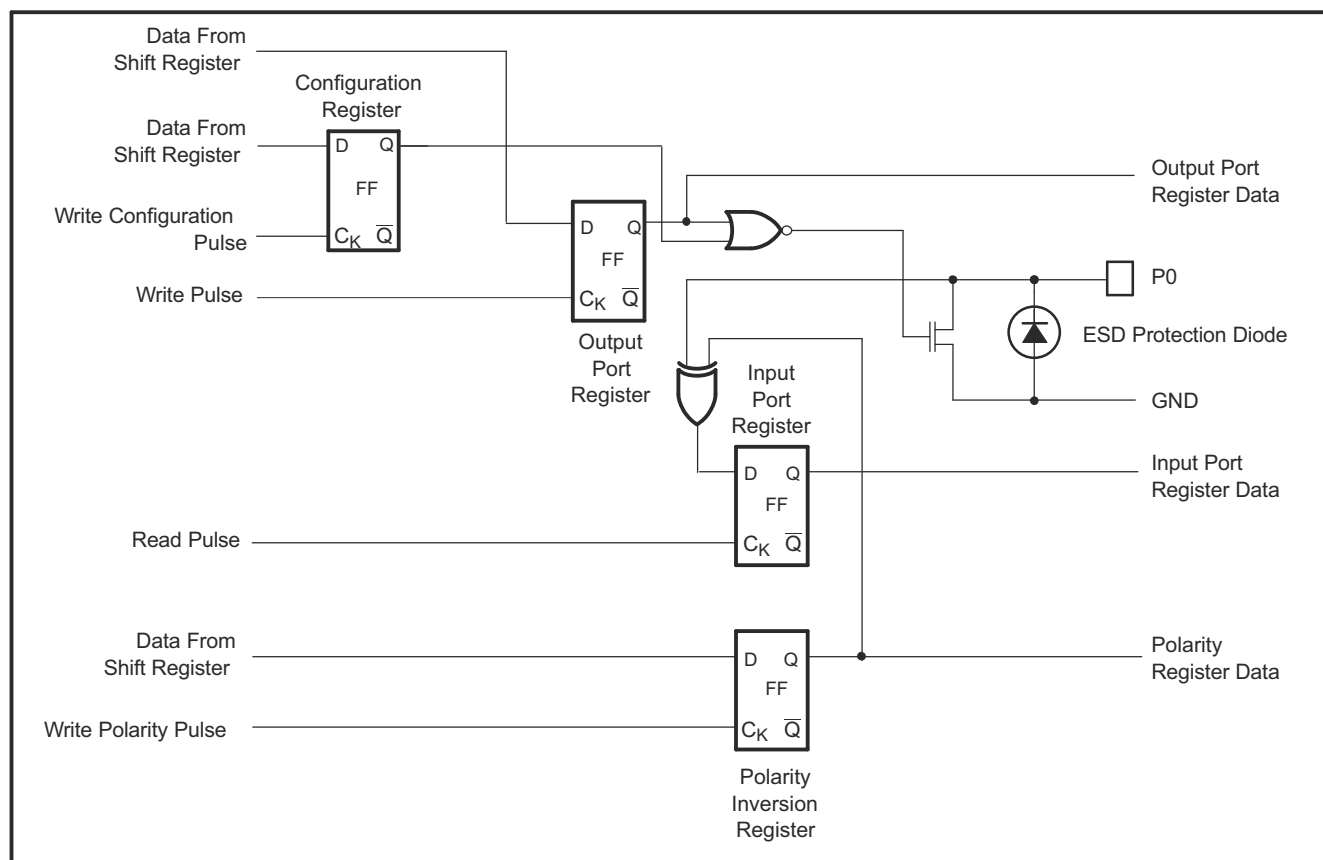 Data From
Shift Register
Configuration
Register
Data From
Shift Register
D
Q
FF
Write Configuration
Pulse
CK
Q̅
Output Port
Register Data
D
Q
FF
Write Pulse
CK
Q̅
P0
ESD Protection Diode
Output
Port
Register
Input
Port
Register
GND
D
Q
FF
Input Port
Register Data
Read Pulse
CK
Q̅
Data From
Shift Register
D
Q
FF
Polarity
Register Data
Write Polarity Pulse
CK
Q̅
Polarity
Inversion
Register